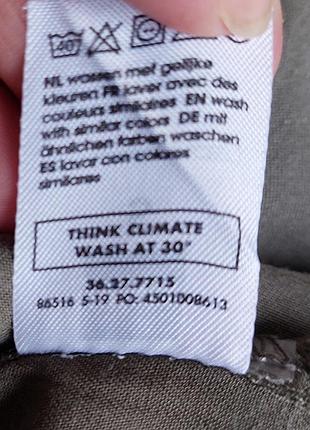 40
NL wassen met gelijke
kleuren FR laver avec des
couleurs similaires EN wash
with similar colors DE mit
ähnlichen farben waschen
ES lavar con colores
similares
THINK CLIMATE
WASH AT 30°
36.27.7715
86516 5-19 PO: 4501008613